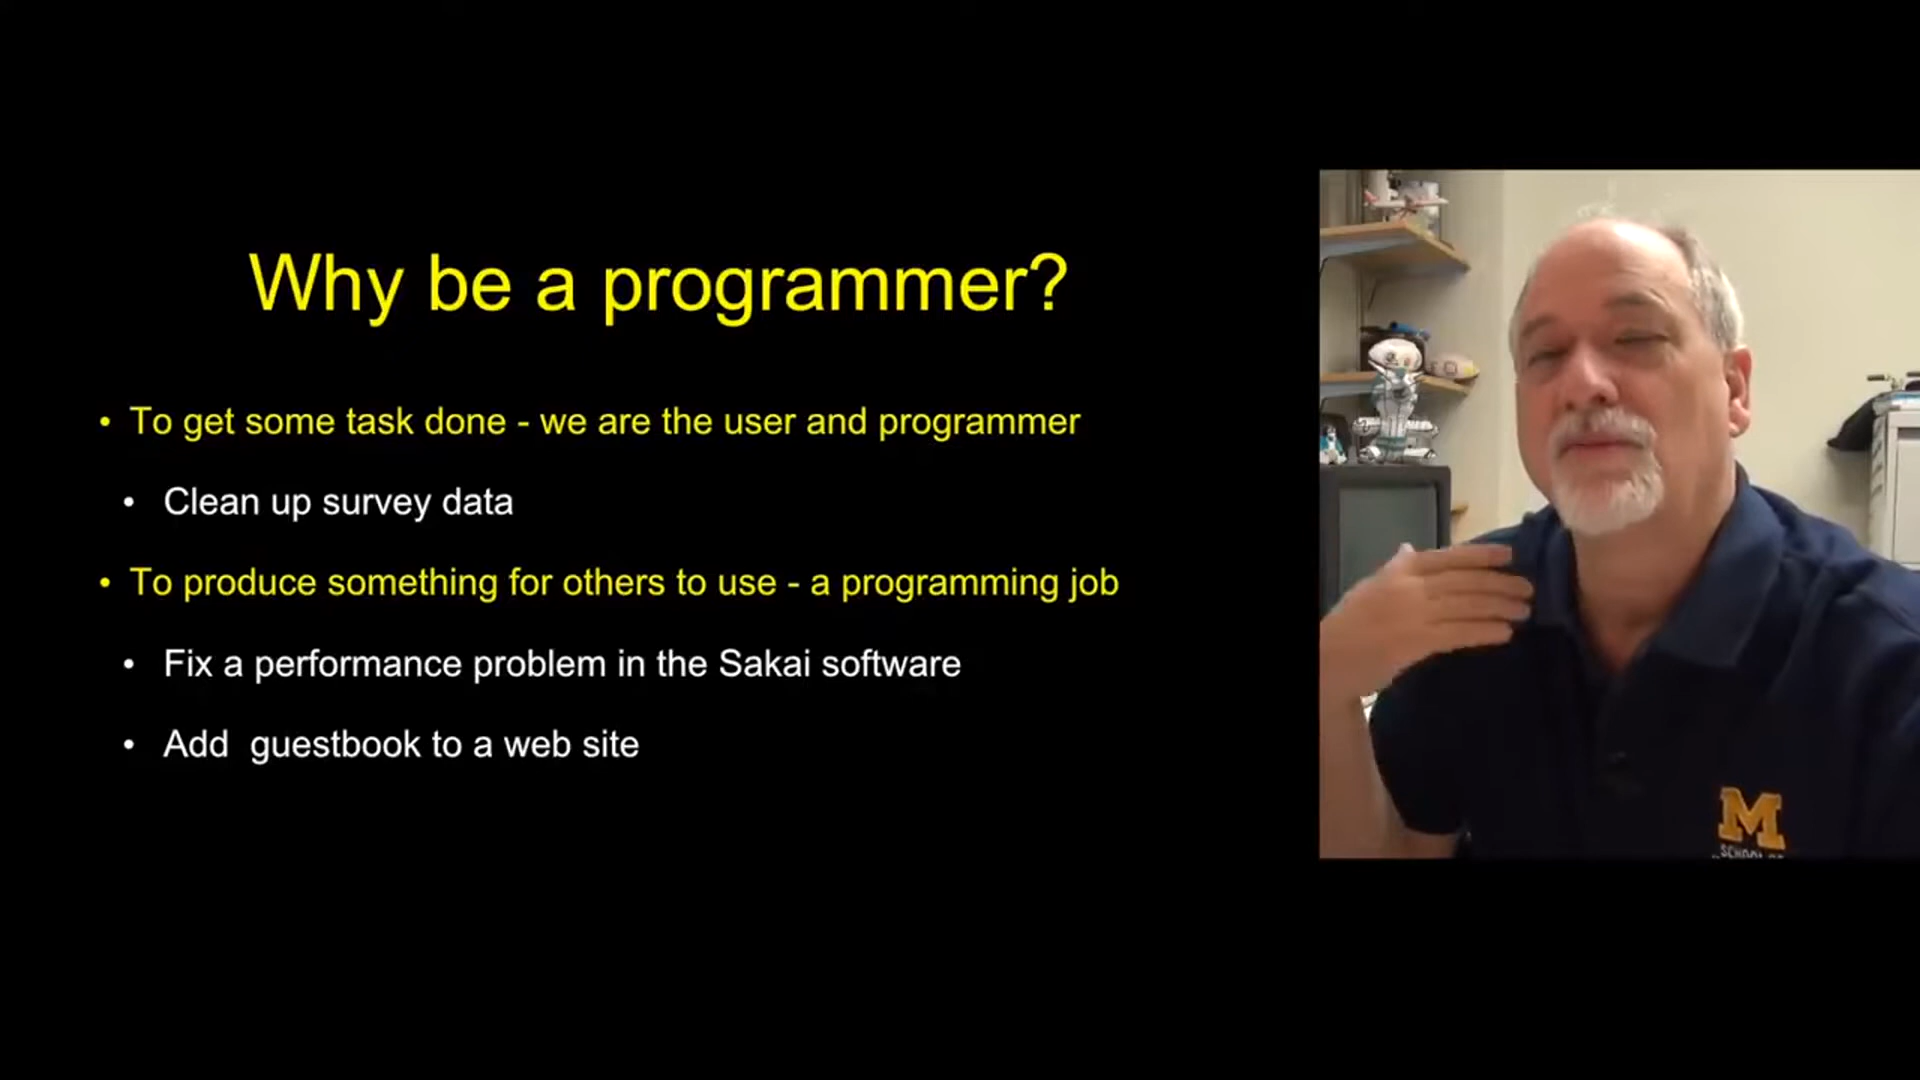 Why be a programmer?
• To get some task done - we are the user and programmer
• Clean up survey data
• To produce something for others to use - a programming job
• Fix a performance problem in the Sakai software
• Add  guestbook to a web site
M
SCHOOL OF